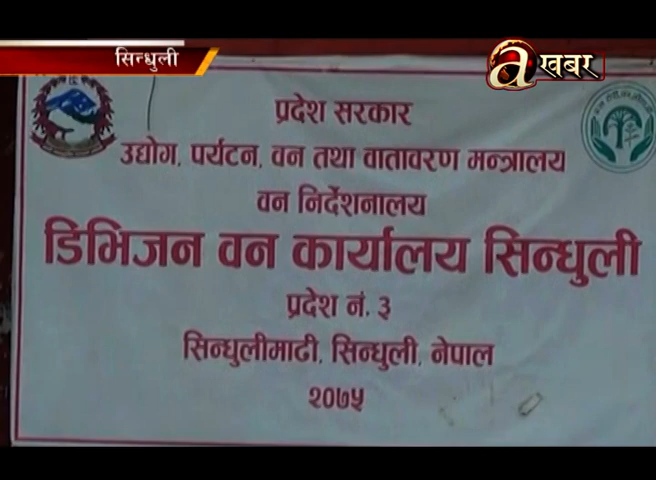 सिन्धुली
a खबर
प्रदेश सरकार
उद्योग, पर्यटन, वन तथा वातावरण मन्त्रालय
वन निर्देशनालय
डिभिजन वन कार्यालय सिन्धुली
प्रदेश नं. ३
सिन्धुलीमाढी, सिन्धुली, नेपाल
२०७५